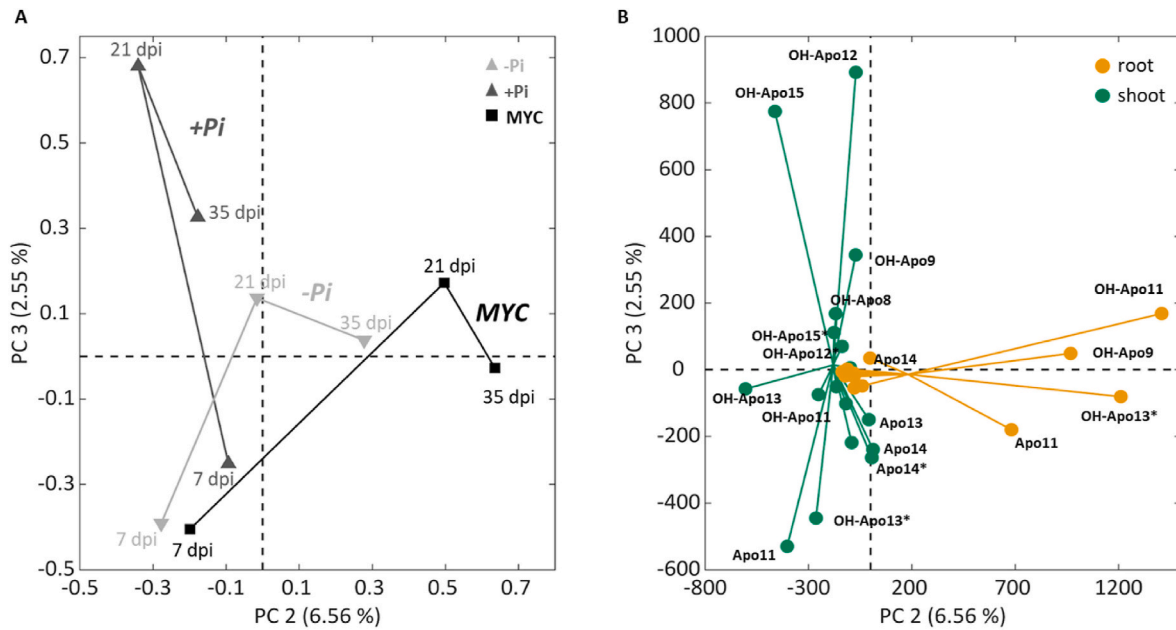 A
PC 3 (2.55 %)
0.7
0.5
0.3
0.1
-0.1
-0.3
-0.5
-0.5
-0.3
-0.1
0.1
0.3
0.5
0.7
PC 2 (6.56 %)
21 dpi
+Pi
35 dpi
7 dpi
21 dpi
-Pi
35 dpi
7 dpi
21 dpi
MYC
35 dpi
7 dpi
-Pi
+Pi
MYC
B
PC 3 (2.55 %)
1000
800
600
400
200
0
-200
-400
-600
-800
-300
200
700
1200
PC 2 (6.56 %)
root
shoot
OH-Apo12
OH-Apo15
OH-Apo9
OH-Apo8
OH-Apo15*
OH-Apo12*
Apo14
OH-Apo11
OH-Apo9
OH-Apo13
OH-Apo11
OH-Apo13*
Apo13
Apo11
Apo14
Apo14*
OH-Apo13*
Apo11